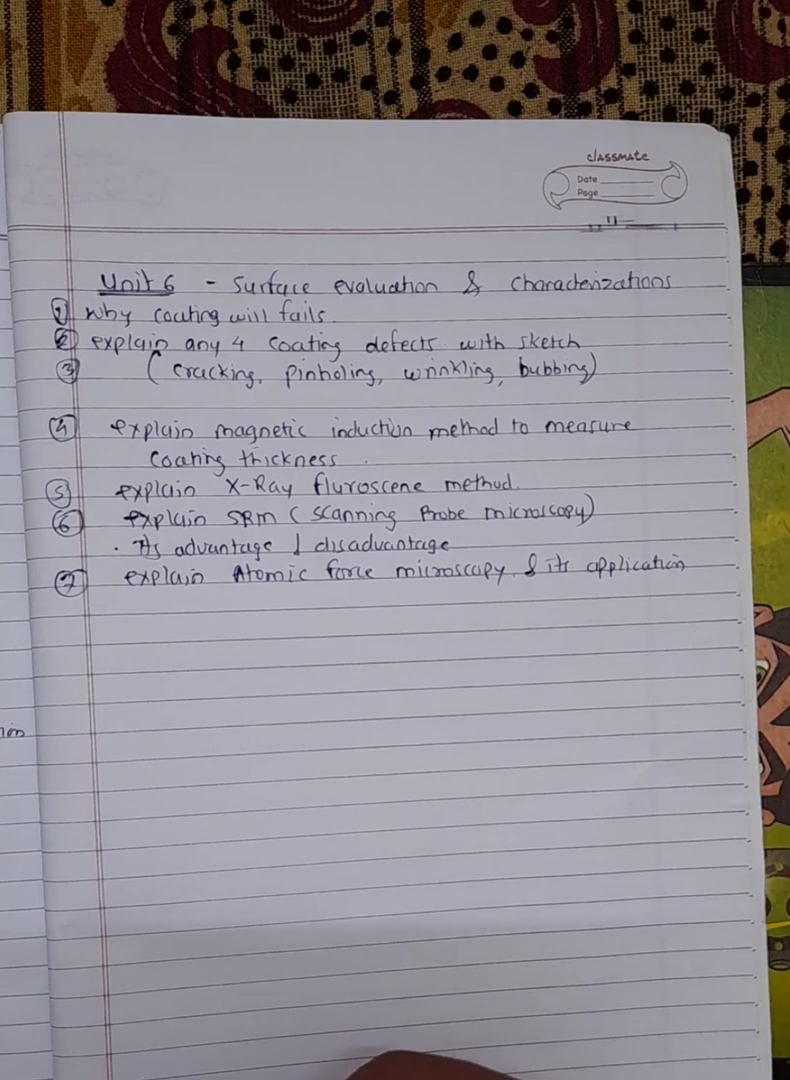 classmate
Date
Page
Unit 6 - Surface evaluation & characterizations
① why coating will fails.
② explain any 4 coating defects with sketch
③ (cracking, pinholing, wrinkling, bubbing)
④ explain magnetic induction method to measure
coating thickness.
⑤ explain X-Ray fluroscene method.
⑥ explain SPM (scanning Probe microscopy)
. Its advantage & disadvantage
⑦ explain Atomic force microscopy & its application